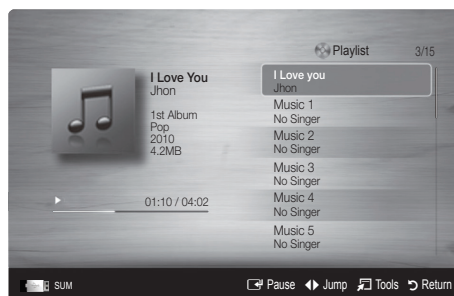 Playlist 3/15
I Love You
Jhon
1st Album
Pop
2010
4.2MB
01:10 / 04:02
I Love you
Jhon
Music 1
No Singer
Music 2
No Singer
Music 3
No Singer
Music 4
No Singer
Music 5
No Singer
SUM Pause Jump Tools Return